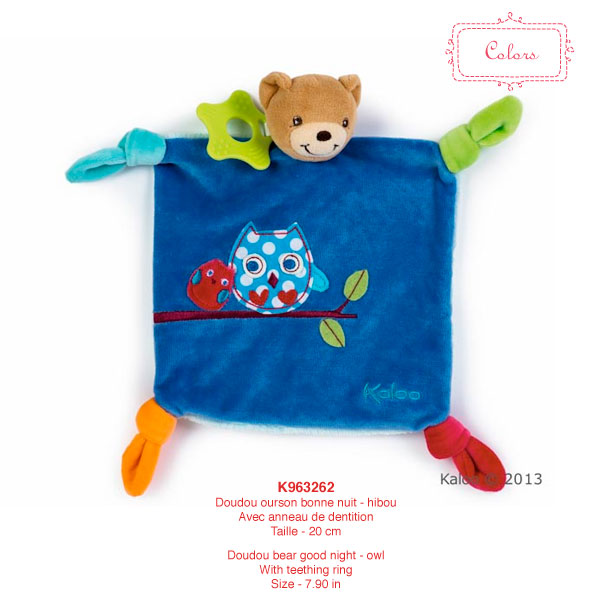 Colors
Kaloo
Kaloo © 2013
K963262
Doudou ourson bonne nuit - hibou
Avec anneau de dentition
Taille - 20 cm
Doudou bear good night - owl
With teething ring
Size - 7.90 in